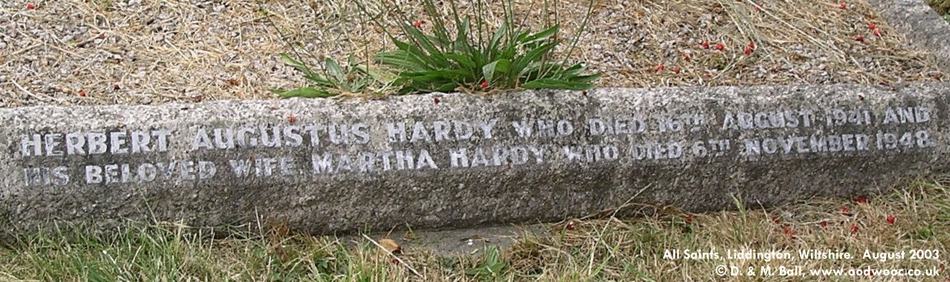 HERBERT AUGUSTUS HARDY WHO DIED 16TH AUGUST 1941 AND
HIS BELOVED WIFE MARTHA HARDY WHO DIED 6TH NOVEMBER 1948.
All Saints, Liddington, Wiltshire. August 2003
© D. & M. Ball, www.oodwooc.co.uk